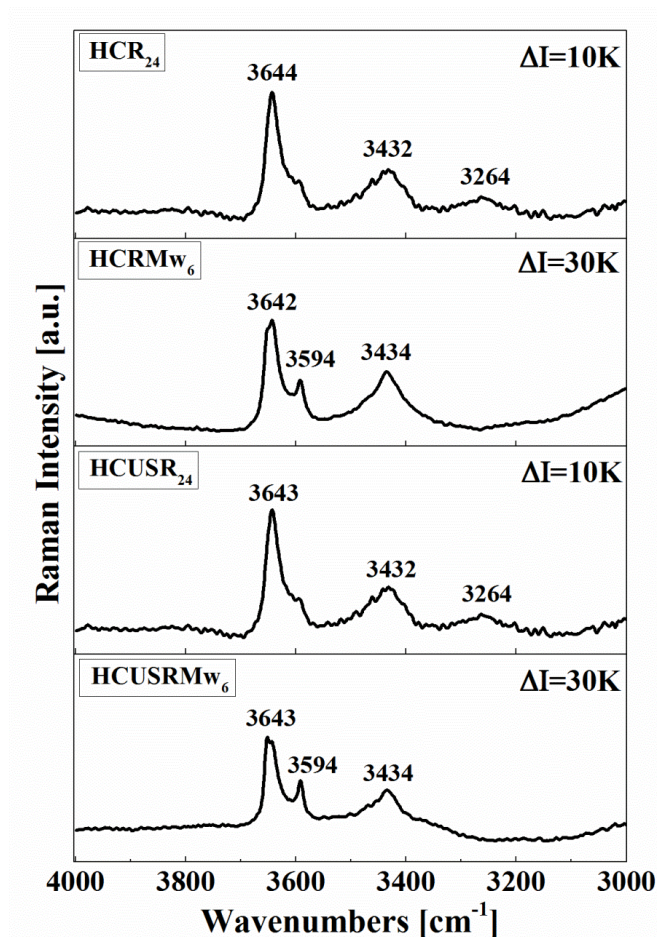 HCR₂₄ ΔI=10K
3644
3432
3264
HCRMw₆ ΔI=30K
3642
3594
3434
HCUSR₂₄ ΔI=10K
3643
3432
3264
HCUSRMw₆ ΔI=30K
3643
3594
3434
4000 3800 3600 3400 3200 3000
Wavenumbers [cm⁻¹]
Raman Intensity [a.u.]